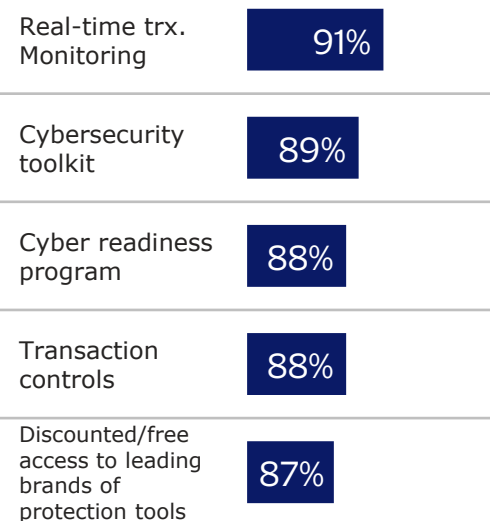 Real-time trx.
Monitoring
91%
Cybersecurity
toolkit
89%
Cyber readiness
program
88%
Transaction
controls
88%
Discounted/free
access to leading
brands of
protection tools
87%